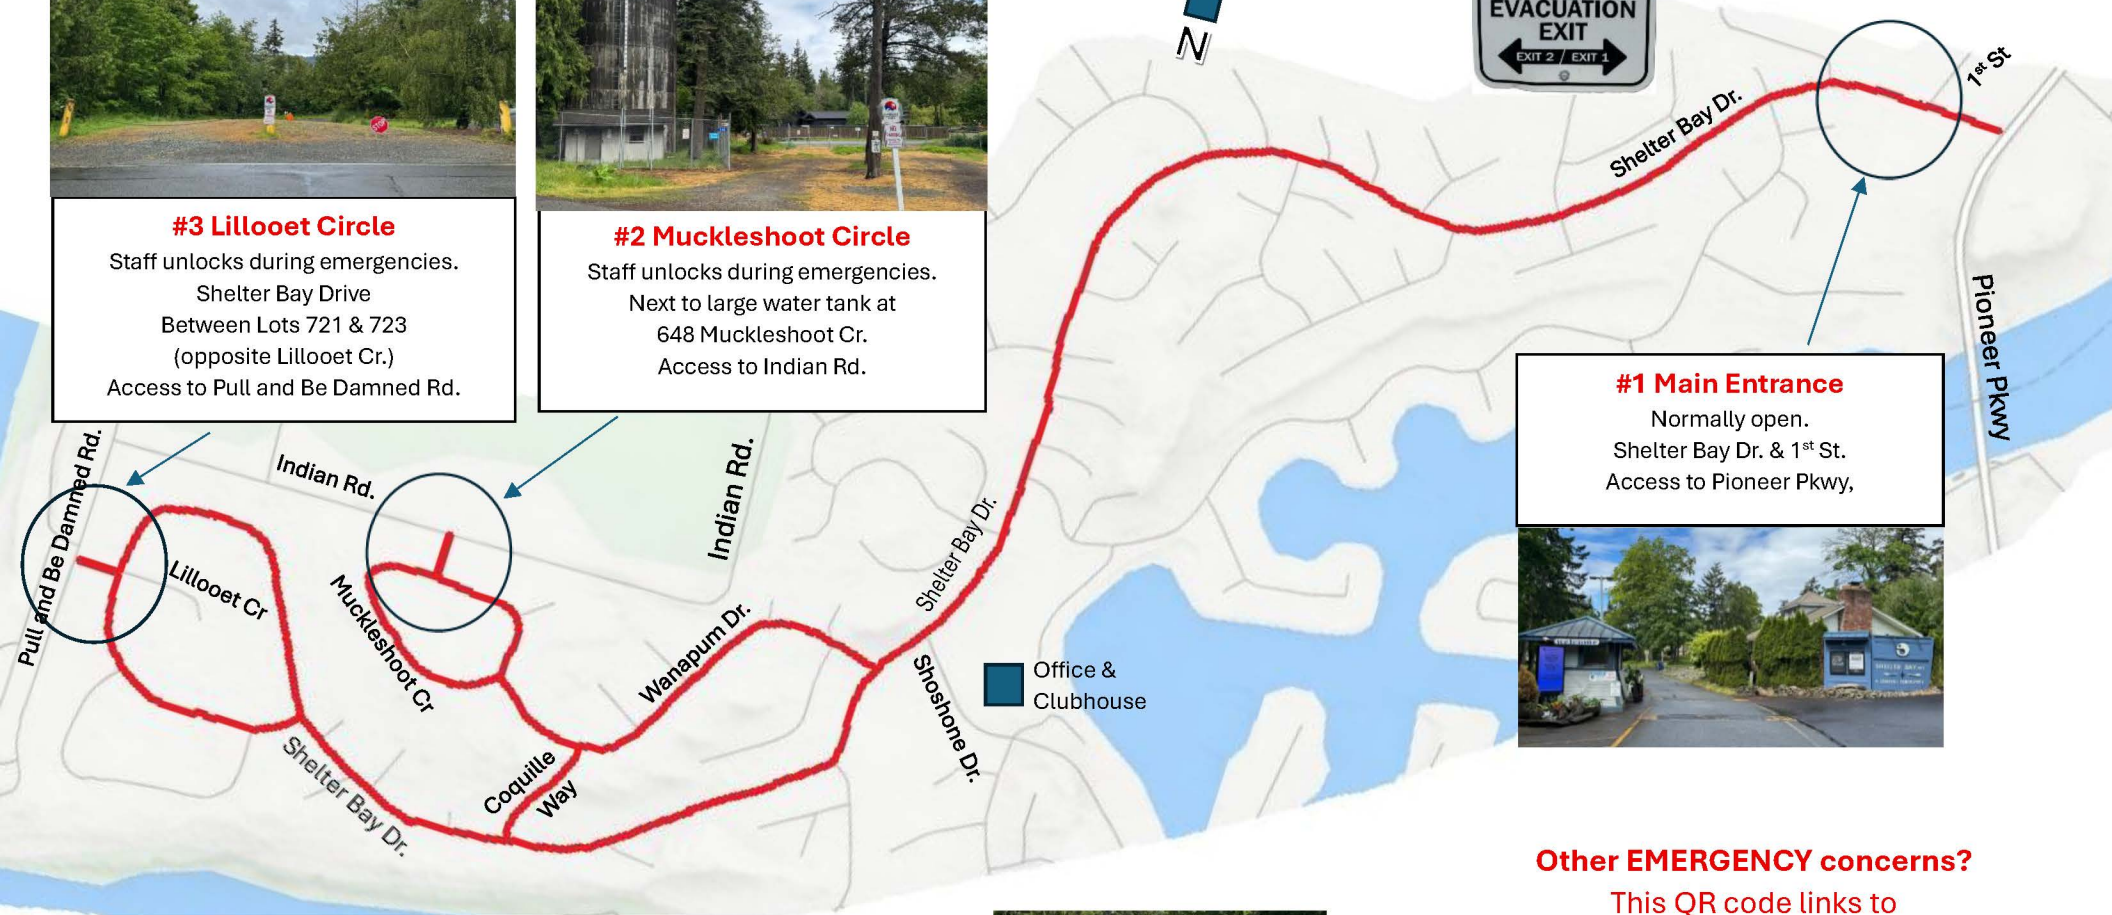 N
EVACUATION
EXIT
EXIT 2 / EXIT 1
1st St
Shelter Bay Dr.
Pioneer Pkwy
#3 Lillooet Circle
Staff unlocks during emergencies.
Shelter Bay Drive
Between Lots 721 & 723
(opposite Lillooet Cr.)
Access to Pull and Be Damned Rd.
#2 Muckleshoot Circle
Staff unlocks during emergencies.
Next to large water tank at
648 Muckleshoot Cr.
Access to Indian Rd.
#1 Main Entrance
Normally open.
Shelter Bay Dr. & 1st St.
Access to Pioneer Pkwy,
Pull and Be Damned Rd.
Indian Rd.
Indian Rd.
Lillooet Cr
Muckleshoot Cr
Wanapum Dr.
Shelter Bay Dr.
Shoshone Dr.
Office &
Clubhouse
Coquille
Way
Shelter Bay Dr.
STOP
Other EMERGENCY concerns?
This QR code links to